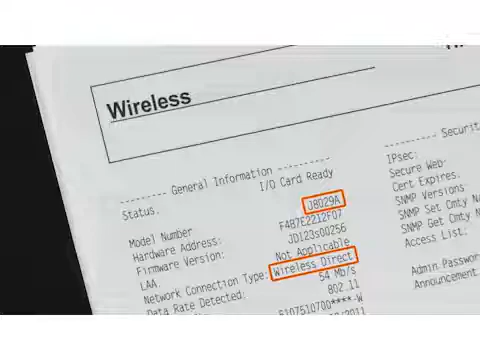 Wireless
-------- General Information --------
Status. I/O Card Ready
Model Number J8029A
Hardware Address: F4B7E2212F07
Firmware Version: JD123s00256
LAA. Not Applicable
Network Connection Type: Wireless Direct
Data Rate Detected: 54 Mb/s
802.11
-------- Securit
IPsec:
Secure Web-
Cert Expires.
SNMP Versions
SNMP Set Cmty N
SNMP Get Cmty N
Access List:
Admin Passwor
Announcement